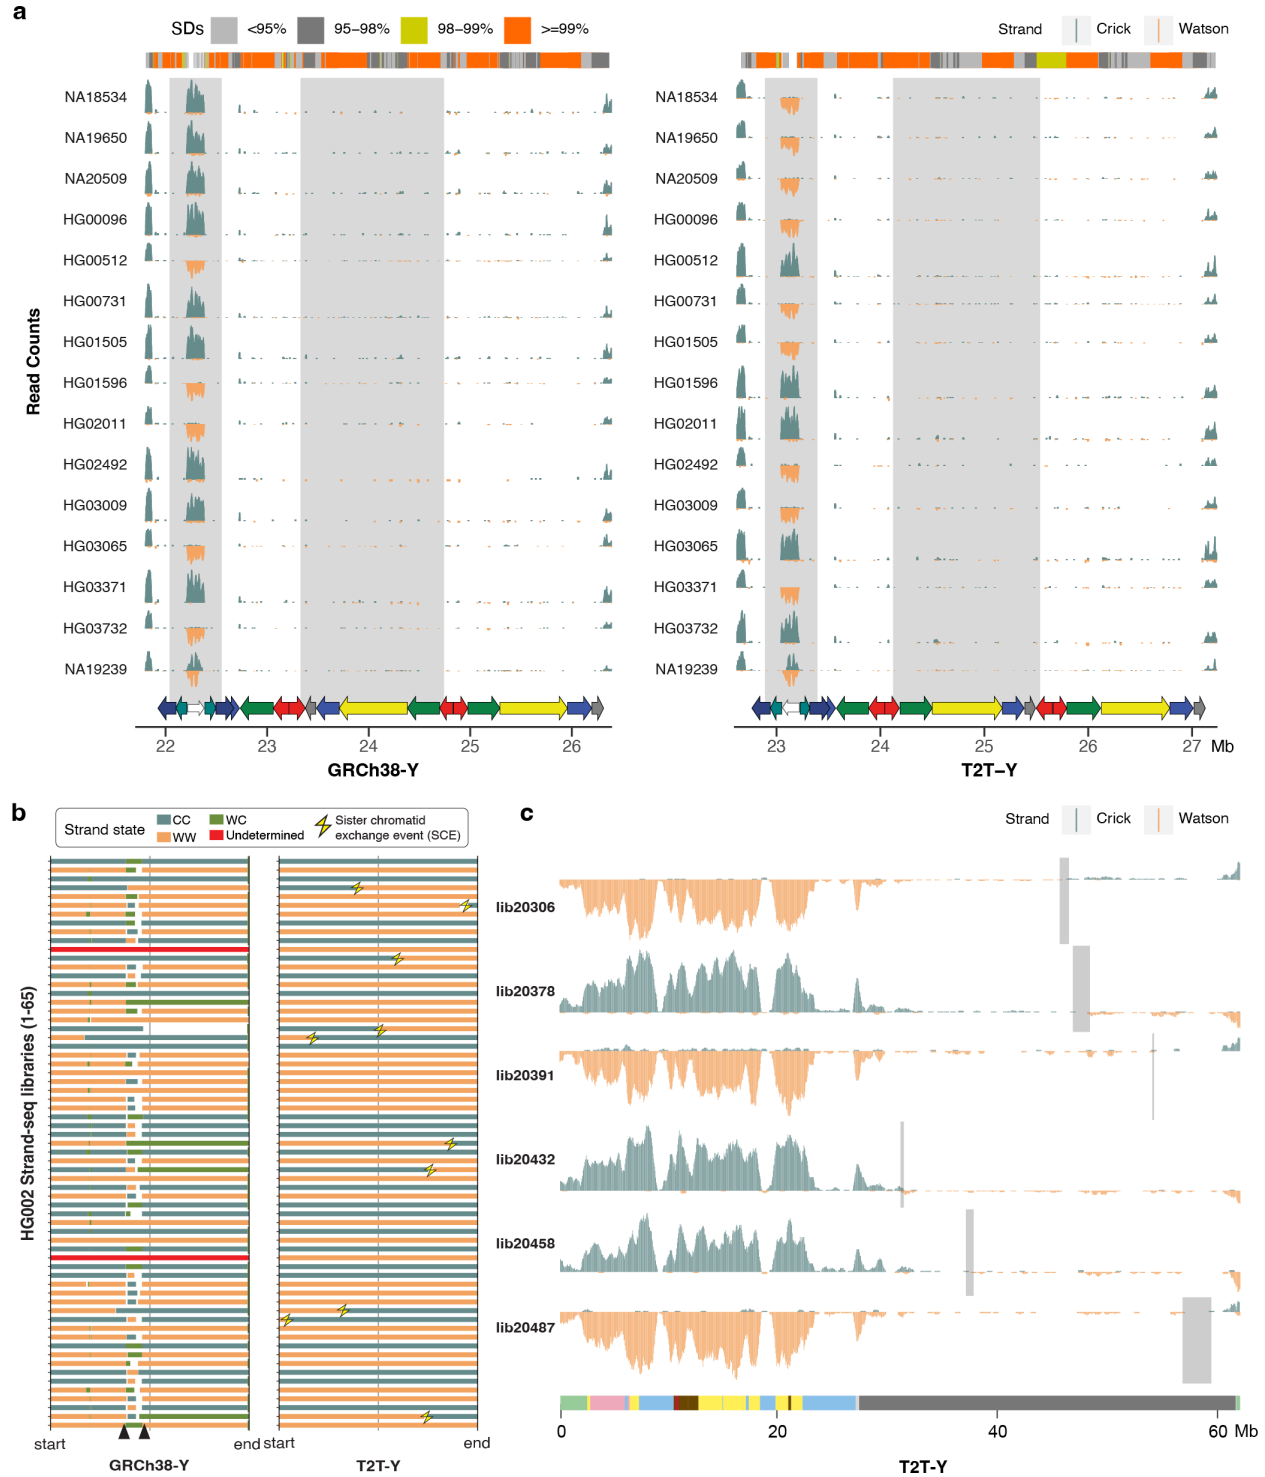 a
SDs <95% 95–98% 98–99% >=99%
Strand Crick Watson
Read Counts
NA18534
NA19650
NA20509
HG00096
HG00512
HG00731
HG01505
HG01596
HG02011
HG02492
HG03009
HG03065
HG03371
HG03732
NA19239
22 23 24 25 26
GRCh38-Y
NA18534
NA19650
NA20509
HG00096
HG00512
HG00731
HG01505
HG01596
HG02011
HG02492
HG03009
HG03065
HG03371
HG03732
NA19239
23 24 25 26 27 Mb
T2T–Y
b
Strand state
CC
WW
WC
Undetermined
Sister chromatid
exchange event (SCE)
HG002 Strand-seq libraries (1-65)
start end
GRCh38-Y
start end
T2T-Y
c
Strand Crick Watson
lib20306
lib20378
lib20391
lib20432
lib20458
lib20487
0 20 40 60 Mb
T2T-Y